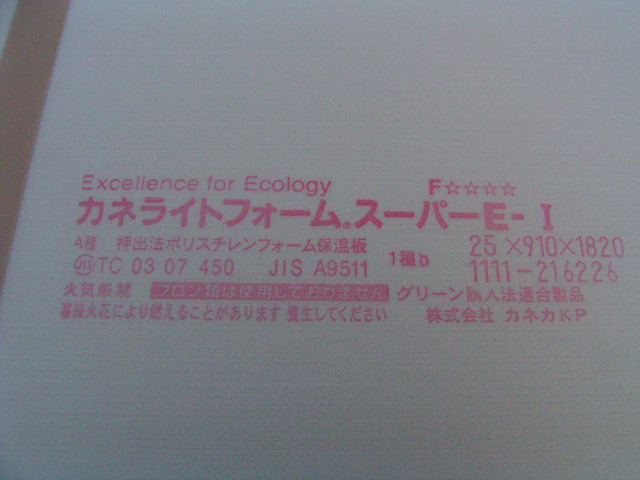 Excellence for Ecology F☆☆☆☆
カネライトフォーム®スーパーE-I
A種 押出法ポリスチレンフォーム保温板 1種b 25×910×1820
JIS TC 03 07 450 JIS A9511 1111-216226
火気厳禁 フロン類は使用しておりません グリーン購入法適合製品
溶接火花により燃えることがあります 養生してください 株式会社 カネカKP